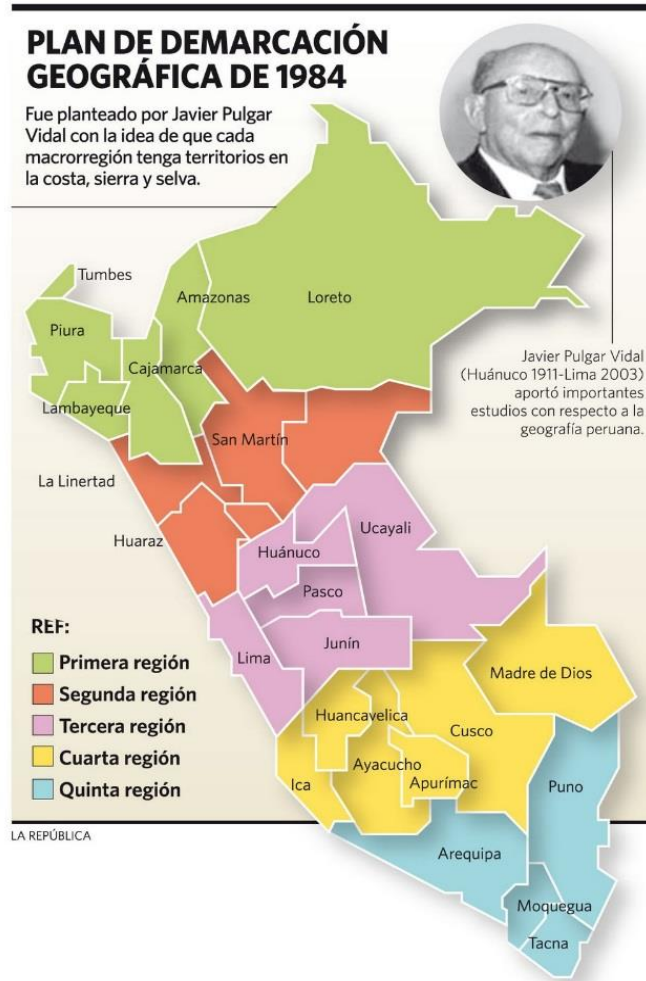 PLAN DE DEMARCACIÓN
GEOGRÁFICA DE 1984
Fue planteado por Javier Pulgar
Vidal con la idea de que cada
macrorregión tenga territorios en
la costa, sierra y selva.
Tumbes
Amazonas
Loreto
Piura
Cajamarca
Lambayeque
Javier Pulgar Vidal
(Huánuco 1911-Lima 2003)
aportó importantes
estudios con respecto a la
geografía peruana.
San Martín
La Linertad
Huaraz
Ucayali
Huánuco
Pasco
Lima
Junín
Madre de Dios
Huancavelica
Cusco
Ica
Ayacucho
Apurímac
Puno
Arequipa
Moquegua
Tacna
REF:
Primera región
Segunda región
Tercera región
Cuarta región
Quinta región
LA REPÚBLICA